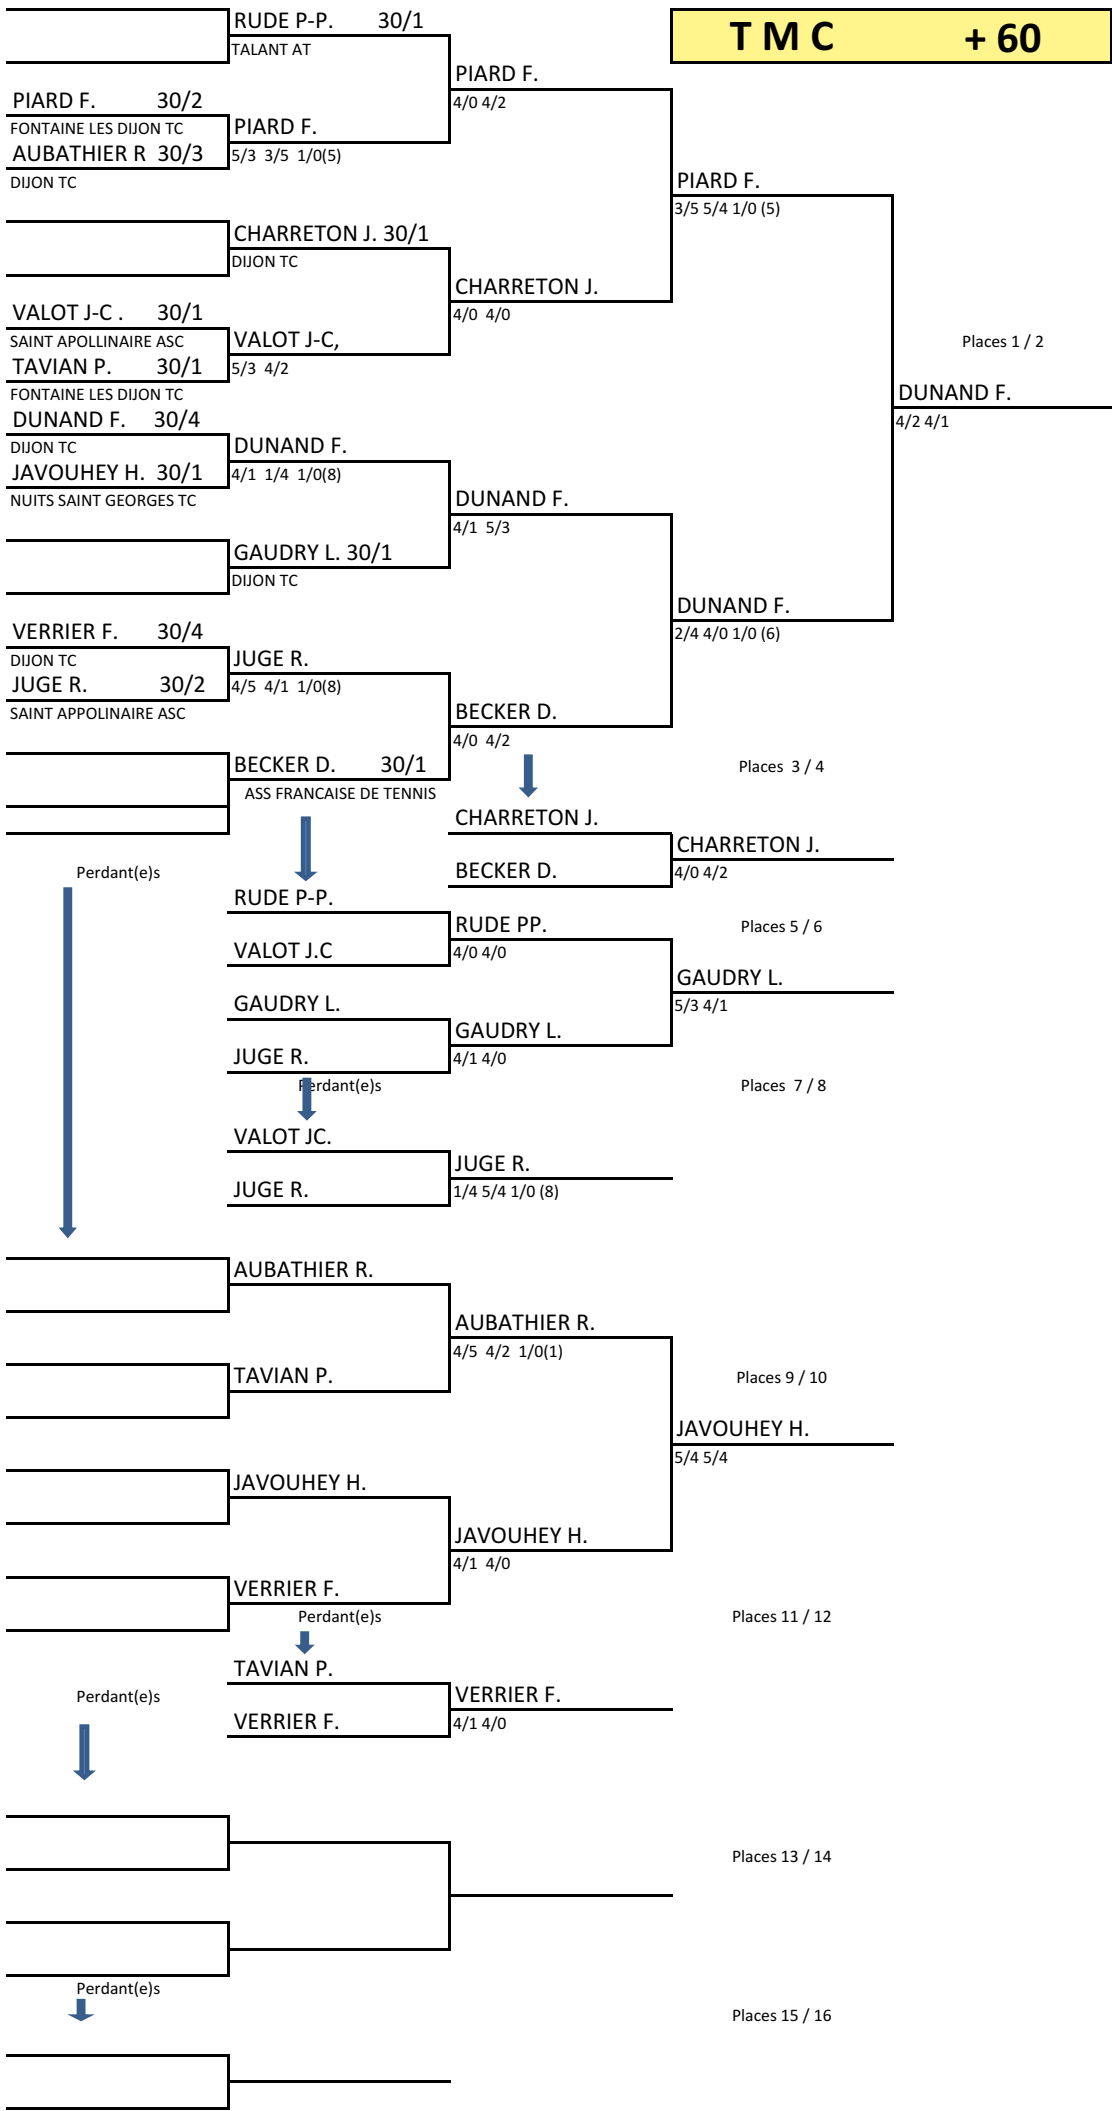 RUDE P-P. 30/1
TALANT AT
T M C + 60
PIARD F.
4/0 4/2
PIARD F. 30/2
FONTAINE LES DIJON TC
PIARD F.
AUBATHIER R 30/3
5/3 3/5 1/0(5)
DIJON TC
PIARD F.
3/5 5/4 1/0 (5)
CHARRETON J. 30/1
DIJON TC
CHARRETON J.
4/0 4/0
VALOT J-C . 30/1
SAINT APOLLINAIRE ASC
VALOT J-C,
Places 1 / 2
TAVIAN P. 30/1
5/3 4/2
FONTAINE LES DIJON TC
DUNAND F.
4/2 4/1
DUNAND F. 30/4
DIJON TC
DUNAND F.
JAVOUHEY H. 30/1
4/1 1/4 1/0(8)
NUITS SAINT GEORGES TC
DUNAND F.
4/1 5/3
GAUDRY L. 30/1
DIJON TC
DUNAND F.
2/4 4/0 1/0 (6)
VERRIER F. 30/4
DIJON TC
JUGE R.
JUGE R. 30/2
4/5 4/1 1/0(8)
SAINT APPOLINAIRE ASC
BECKER D.
4/0 4/2
BECKER D. 30/1
Places 3 / 4
ASS FRANCAISE DE TENNIS
CHARRETON J.
CHARRETON J.
4/0 4/2
Perdant(e)s
BECKER D.
RUDE P-P.
RUDE PP.
Places 5 / 6
VALOT J.C
4/0 4/0
GAUDRY L.
5/3 4/1
GAUDRY L.
GAUDRY L.
4/1 4/0
JUGE R.
Perdant(e)s
Places 7 / 8
VALOT JC.
JUGE R.
JUGE R.
1/4 5/4 1/0 (8)
AUBATHIER R.
AUBATHIER R.
4/5 4/2 1/0(1)
TAVIAN P.
Places 9 / 10
JAVOUHEY H.
5/4 5/4
JAVOUHEY H.
JAVOUHEY H.
4/1 4/0
VERRIER F.
Perdant(e)s
Places 11 / 12
TAVIAN P.
Perdant(e)s
VERRIER F.
VERRIER F.
4/1 4/0
Places 13 / 14
Perdant(e)s
Places 15 / 16